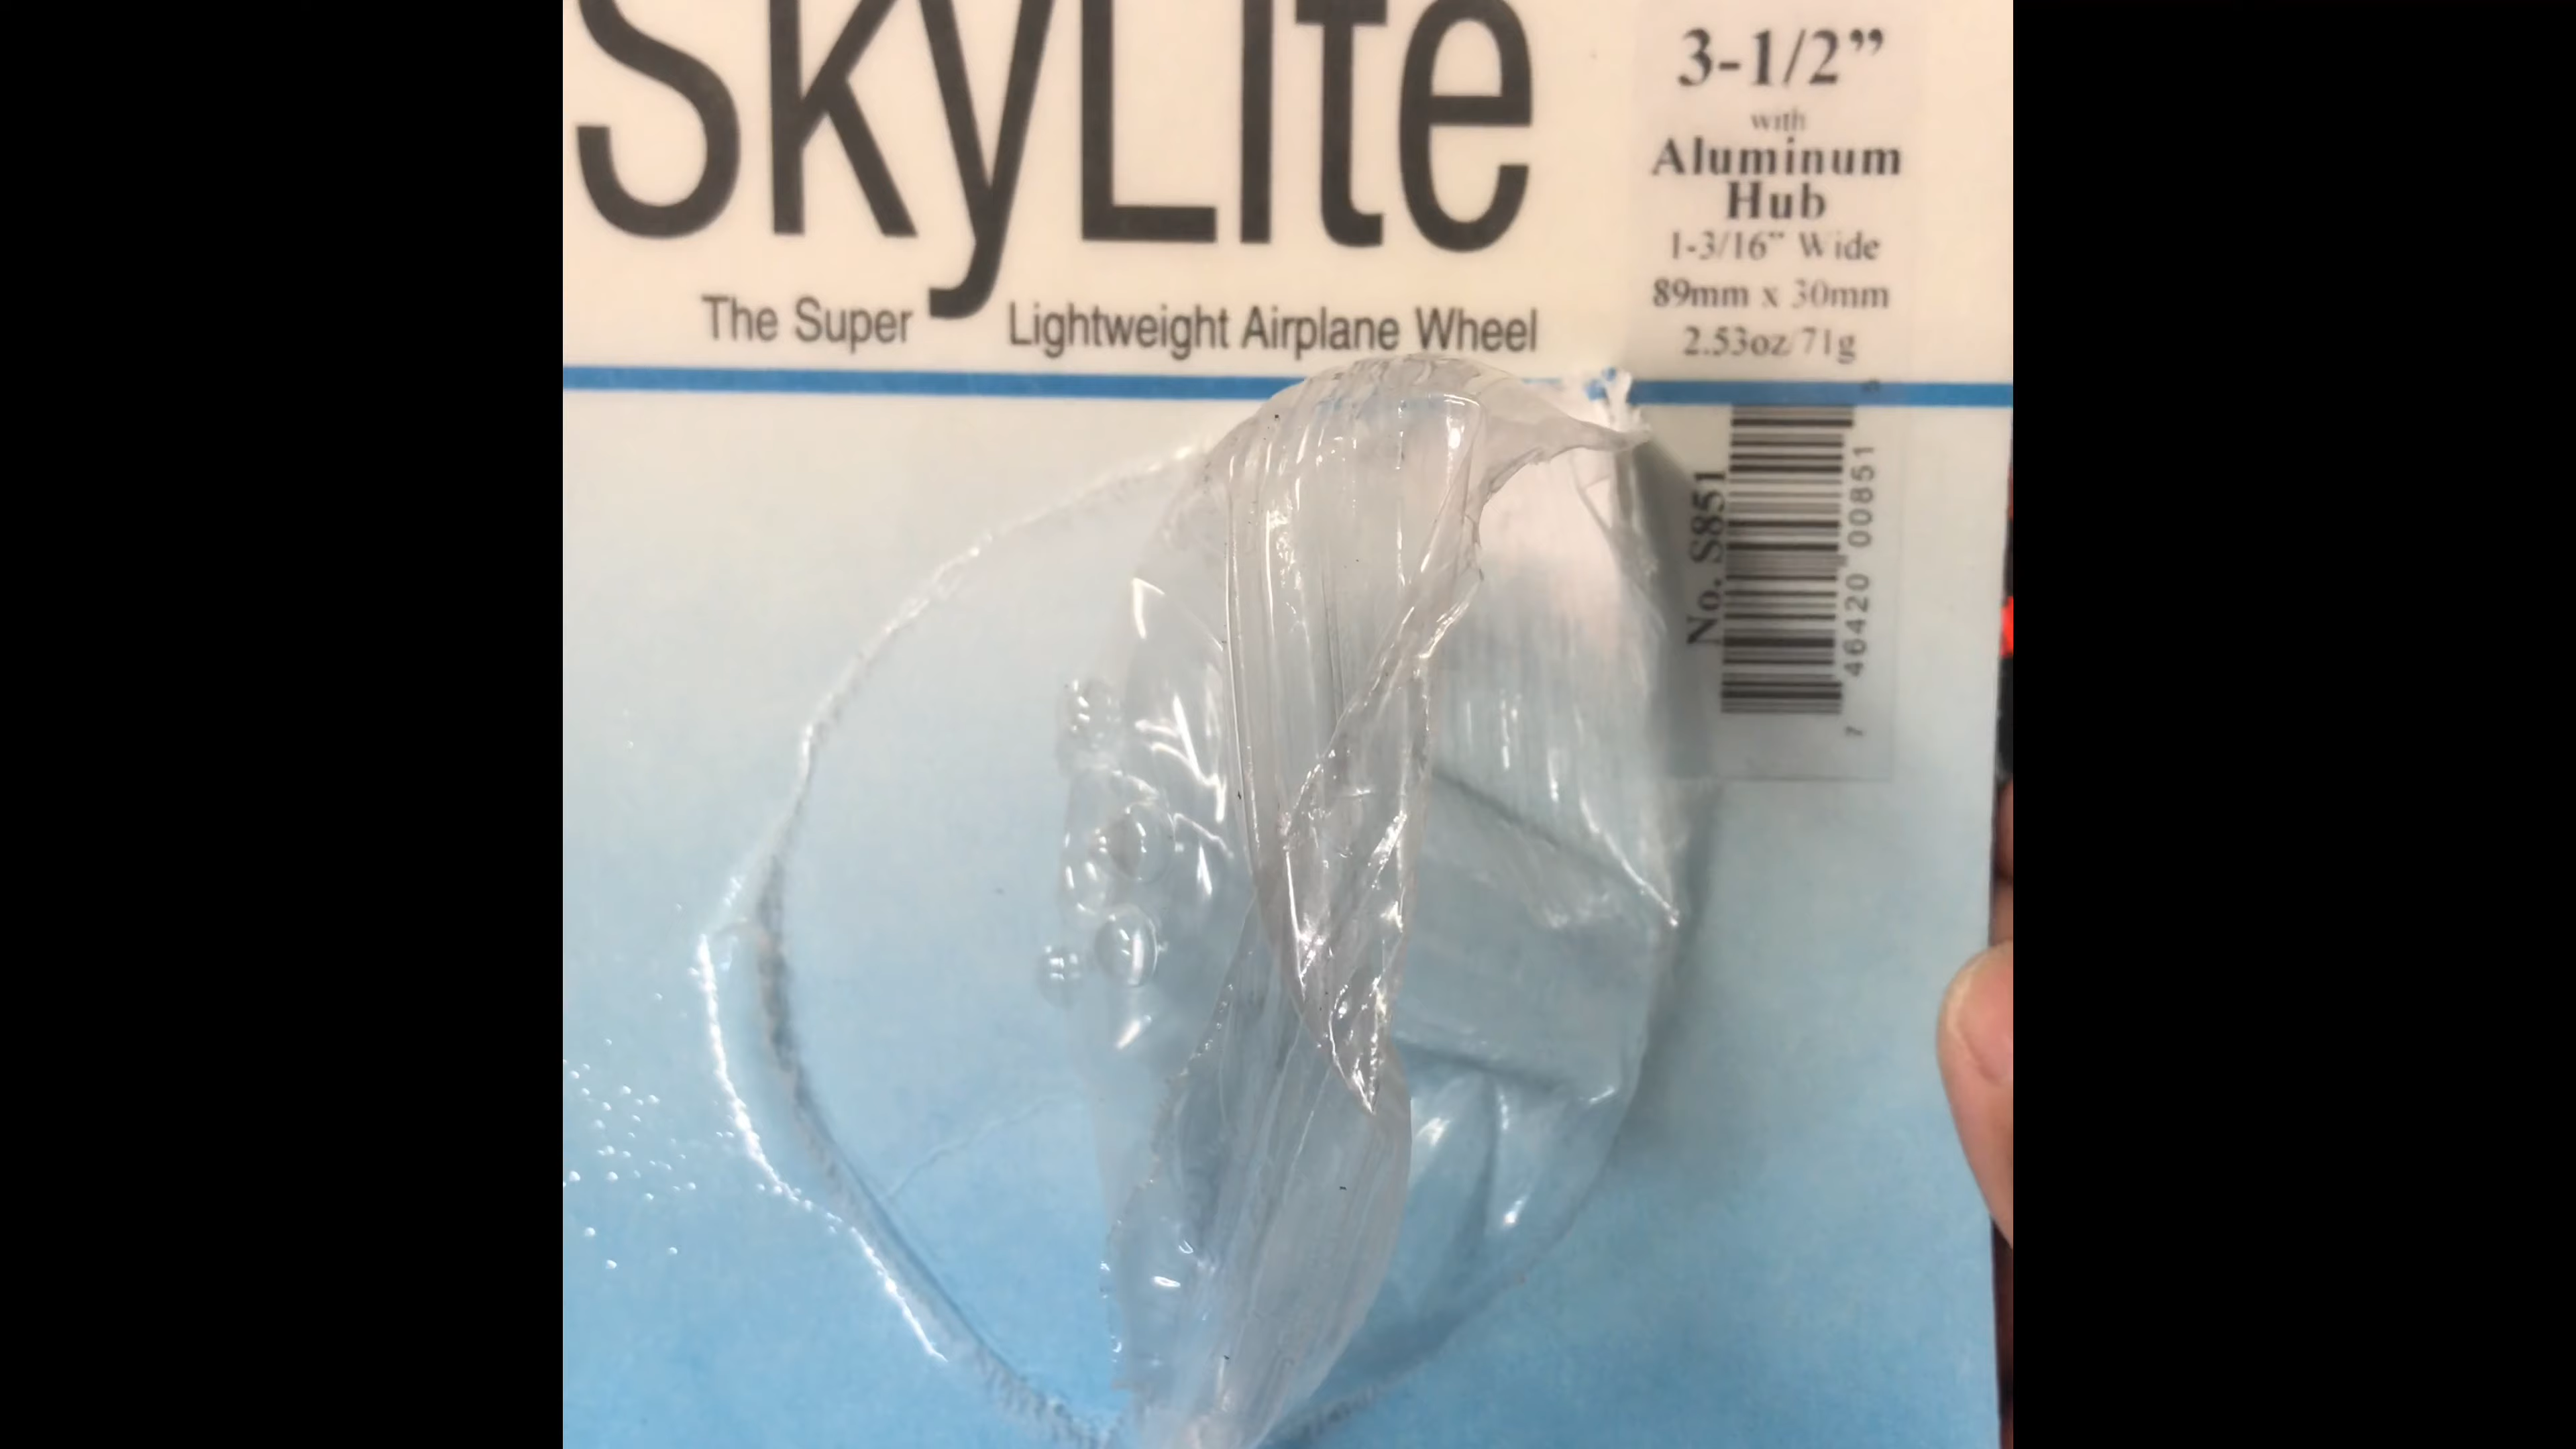 SkyLite
The Super Lightweight Airplane Wheel
3-1/2”
with
Aluminum
Hub
1-3/16” Wide
89mm x 30mm
2.53oz/71g
No. S851
7 46420 00851 5